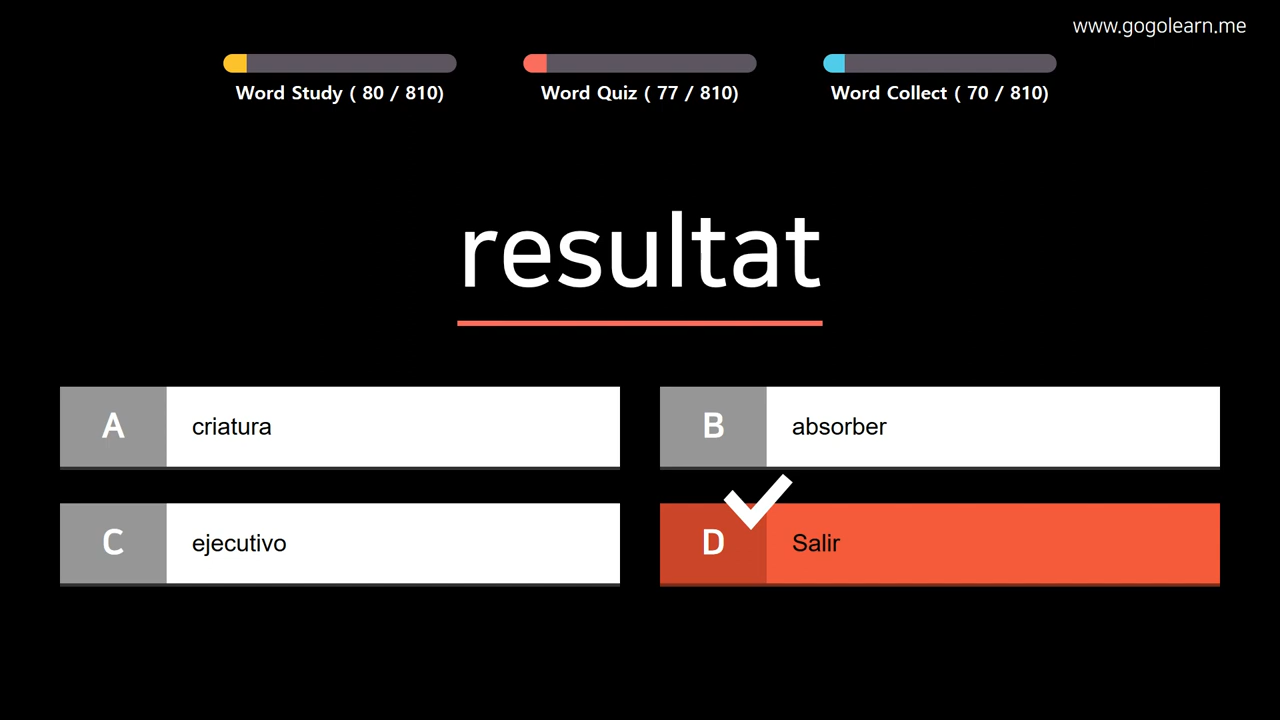 www.gogolearn.me
Word Study ( 80 / 810)
Word Quiz ( 77 / 810)
Word Collect ( 70 / 810)
resultat
A criatura
B absorber
C ejecutivo
D Salir